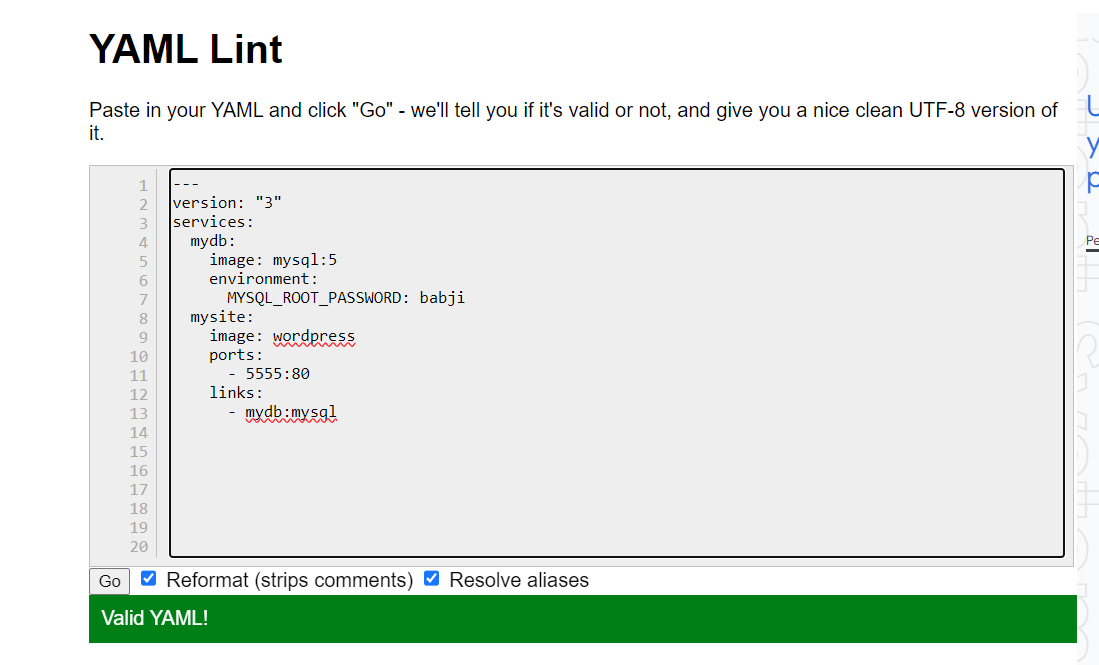 YAML Lint
Paste in your YAML and click "Go" - we'll tell you if it's valid or not, and give you a nice clean UTF-8 version of
it.
1 ---
2 version: "3"
3 services:
4   mydb:
5     image: mysql:5
6     environment:
7       MYSQL_ROOT_PASSWORD: babji
8   mysite:
9     image: wordpress
10     ports:
11       - 5555:80
12     links:
13       - mydb:mysql
14
15
16
17
18
19
20
Go Reformat (strips comments) Resolve aliases
Valid YAML!